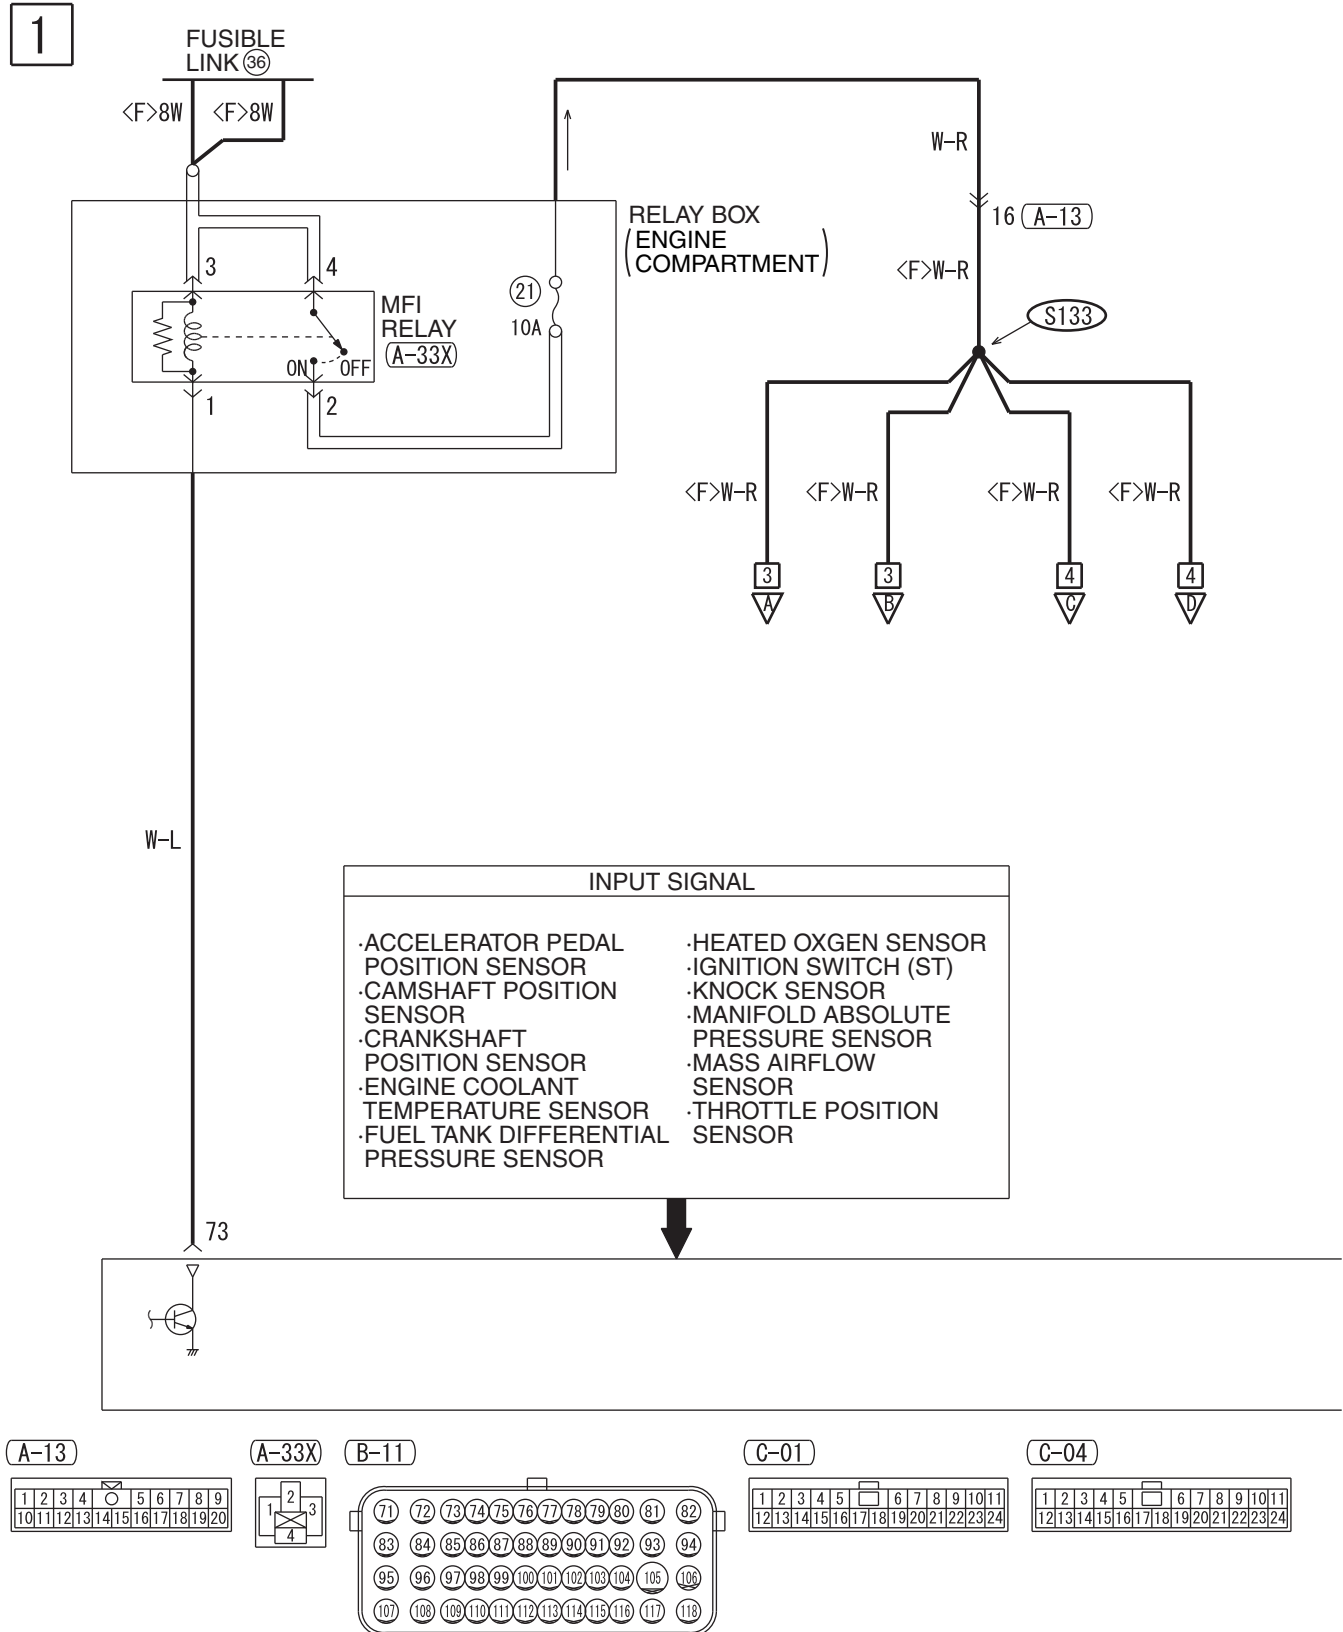 1
FUSIBLE
LINK 36
<F>8W <F>8W
W-R
RELAY BOX
(ENGINE
COMPARTMENT)
16 A-13
<F>W-R
3 4
21
10A
MFI
RELAY
A-33X
S133
ON OFF
1 2
<F>W-R <F>W-R <F>W-R <F>W-R
3 3 4 4
A B C D
W-L
INPUT SIGNAL
·ACCELERATOR PEDAL
POSITION SENSOR
·CAMSHAFT POSITION
SENSOR
·CRANKSHAFT
POSITION SENSOR
·ENGINE COOLANT
TEMPERATURE SENSOR
·FUEL TANK DIFFERENTIAL
PRESSURE SENSOR
·HEATED OXGEN SENSOR
·IGNITION SWITCH (ST)
·KNOCK SENSOR
·MANIFOLD ABSOLUTE
PRESSURE SENSOR
·MASS AIRFLOW
SENSOR
·THROTTLE POSITION
SENSOR
73
A-13
1 2 3 4 5 6 7 8 9
10 11 12 13 14 15 16 17 18 19 20
A-33X
2
1 3
4
B-11
71 72 73 74 75 76 77 78 79 80 81 82
83 84 85 86 87 88 89 90 91 92 93 94
95 96 97 98 99 100 101 102 103 104 105 106
107 108 109 110 111 112 113 114 115 116 117 118
C-01
1 2 3 4 5 6 7 8 9 10 11
12 13 14 15 16 17 18 19 20 21 22 23 24
C-04
1 2 3 4 5 6 7 8 9 10 11
12 13 14 15 16 17 18 19 20 21 22 23 24